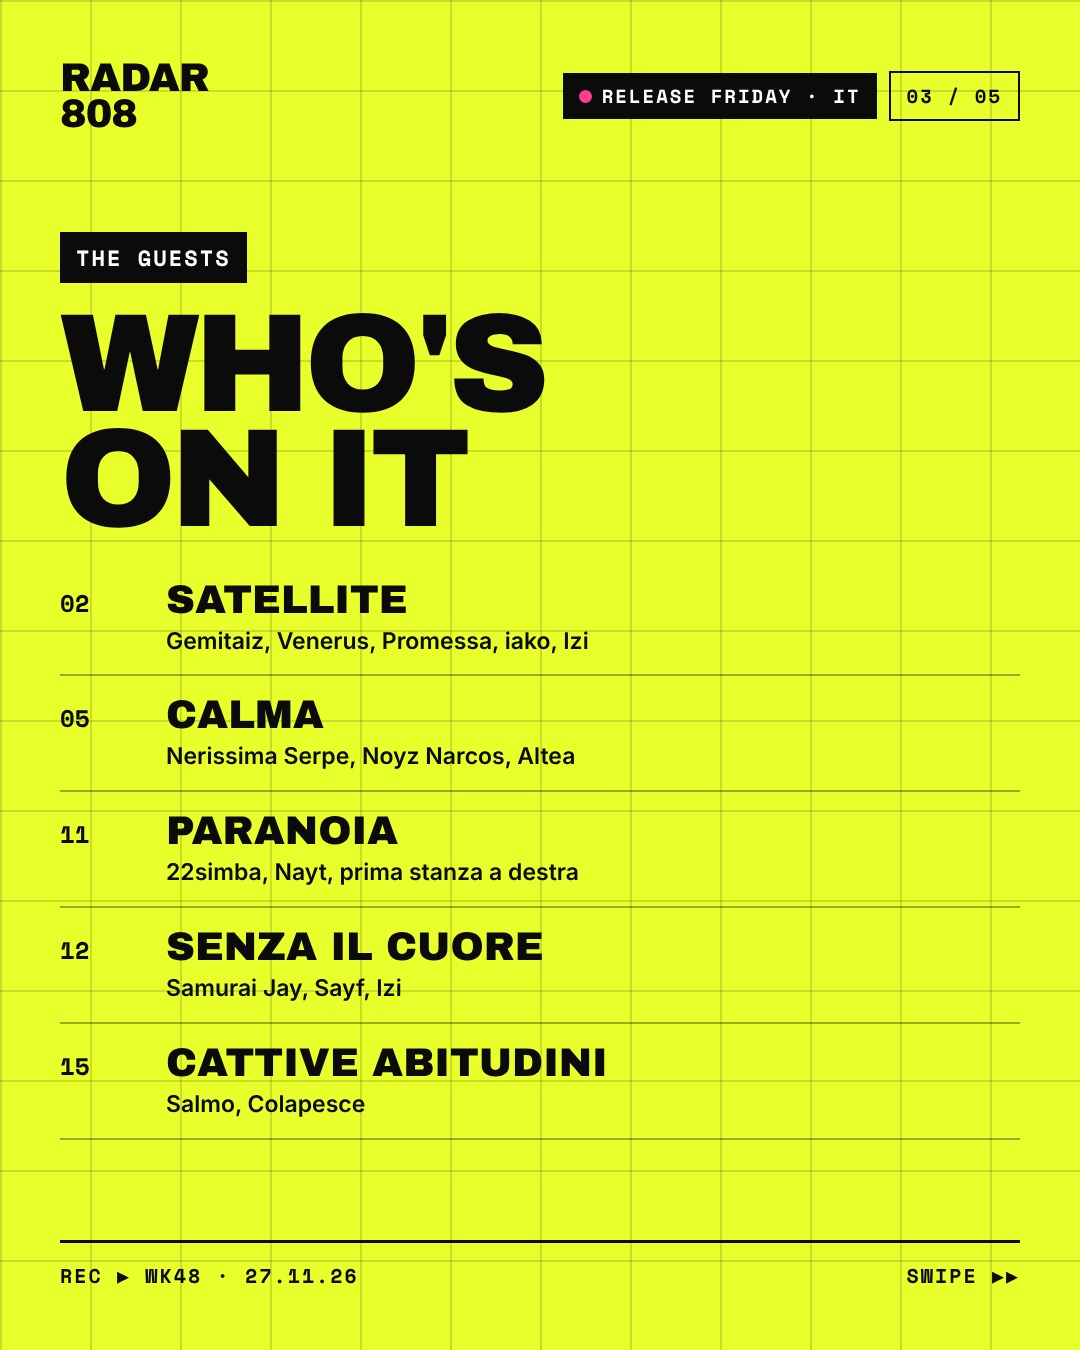 RADAR
808
RELEASE FRIDAY · IT
03 / 05
THE GUESTS
WHO'S
ON IT
02
SATELLITE
Gemitaiz, Venerus, Promessa, iako, Izi
05
CALMA
Nerissima Serpe, Noyz Narcos, Altea
11
PARANOIA
22simba, Nayt, prima stanza a destra
12
SENZA IL CUORE
Samurai Jay, Sayf, Izi
15
CATTIVE ABITUDINI
Salmo, Colapesce
REC ▶ WK48 · 27.11.26
SWIPE ▶▶